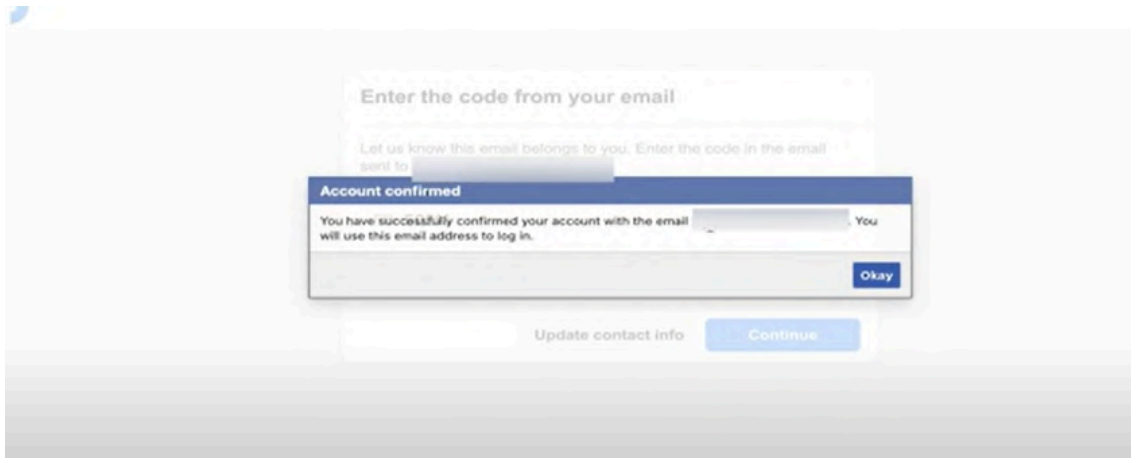 Enter the code from your email
Let us know this email belongs to you. Enter the code in the email
sent to
Account confirmed
You have successfully confirmed your account with the email . You
will use this email address to log in.
Okay
Update contact info
Continue